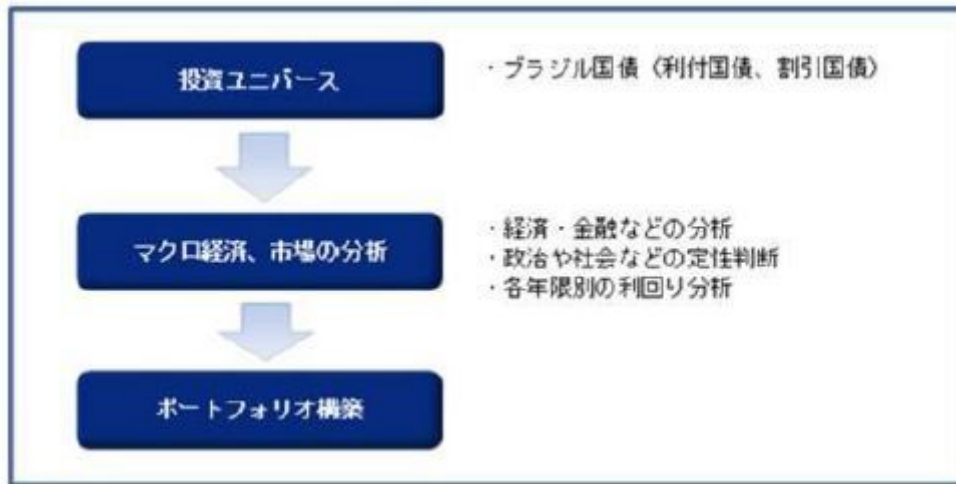 投資ユニバース
・ブラジル国債（利付国債、割引国債）
マクロ経済、市場の分析
・経済・金融などの分析
・政治や社会などの定性判断
・各年限別の利回り分析
ポートフォリオ構築